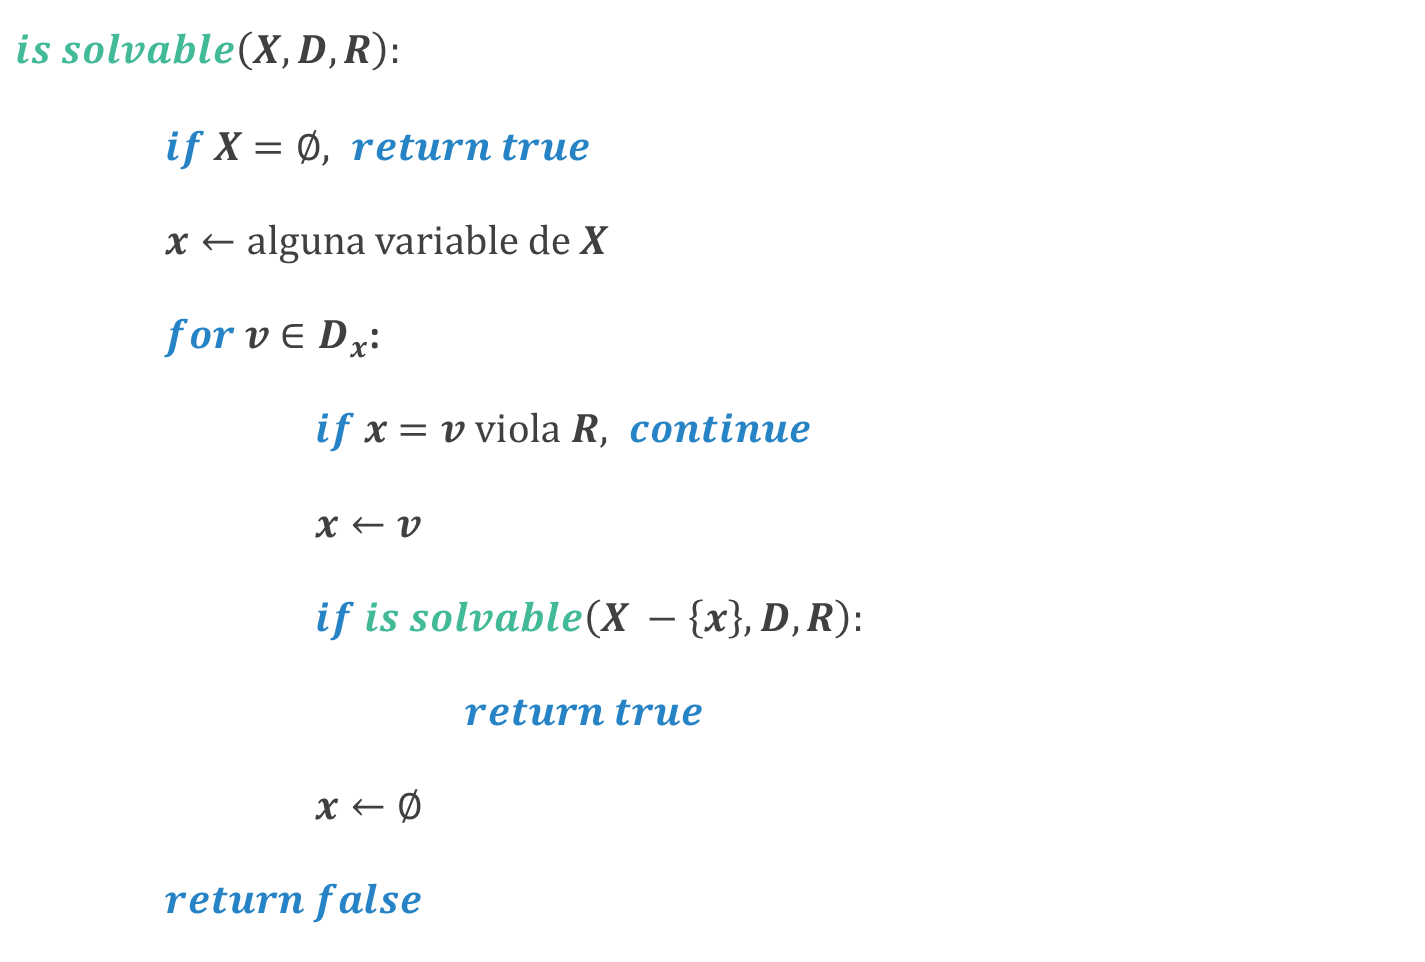 is solvable(X, D, R):
if X = ∅, return true
x ← alguna variable de X
for v ∈ Dₓ:
if x = v viola R, continue
x ← v
if is solvable(X − {x}, D, R):
return true
x ← ∅
return false